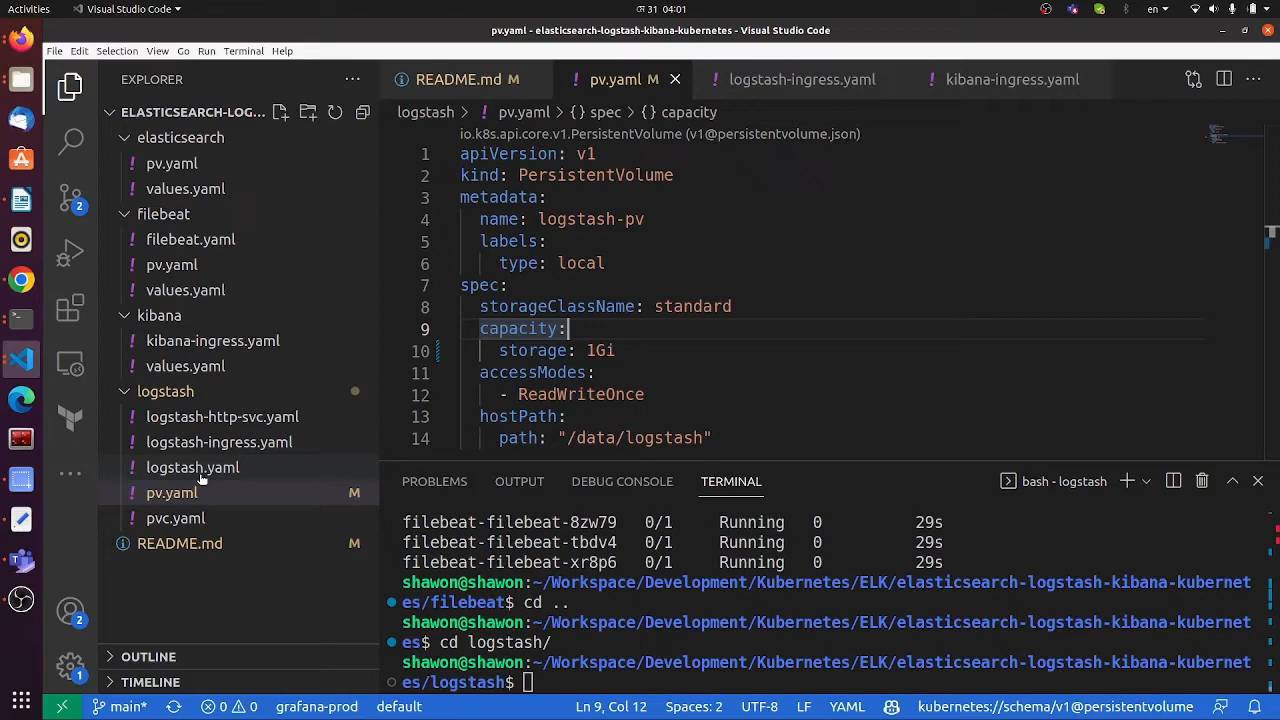 Activities
Visual Studio Code
31 04:01
en
pv.yaml - elasticsearch-logstash-kibana-kubernetes - Visual Studio Code
File Edit Selection View Go Run Terminal Help
EXPLORER
ELASTICSEARCH-LOG...
elasticsearch
pv.yaml
values.yaml
filebeat
filebeat.yaml
pv.yaml
values.yaml
kibana
kibana-ingress.yaml
values.yaml
logstash
logstash-http-svc.yaml
logstash-ingress.yaml
logstash.yaml
pv.yaml M
pvc.yaml
README.md M
OUTLINE
TIMELINE
2
2
1
README.md M
pv.yaml M
logstash-ingress.yaml
kibana-ingress.yaml
logstash > pv.yaml > {} spec > {} capacity
io.k8s.api.core.v1.PersistentVolume (v1@persistentvolume.json)
1 apiVersion: v1
2 kind: PersistentVolume
3 metadata:
4 name: logstash-pv
5 labels:
6 type: local
7 spec:
8 storageClassName: standard
9 capacity:
10 storage: 1Gi
11 accessModes:
12 - ReadWriteOnce
13 hostPath:
14 path: "/data/logstash"
PROBLEMS OUTPUT DEBUG CONSOLE TERMINAL
bash - logstash
filebeat-filebeat-8zw79 0/1 Running 0 29s
filebeat-filebeat-tbdv4 0/1 Running 0 29s
filebeat-filebeat-xr8p6 0/1 Running 0 29s
shawon@shawon:~/Workspace/Development/Kubernetes/ELK/elasticsearch-logstash-kibana-kubernet
es/filebeat$ cd ..
shawon@shawon:~/Workspace/Development/Kubernetes/ELK/elasticsearch-logstash-kibana-kubernet
es$ cd logstash/
shawon@shawon:~/Workspace/Development/Kubernetes/ELK/elasticsearch-logstash-kibana-kubernet
es/logstash$
main* 0 0 grafana-prod default Ln 9, Col 12 Spaces: 2 UTF-8 LF YAML kubernetes://schema/v1@persistentvolume